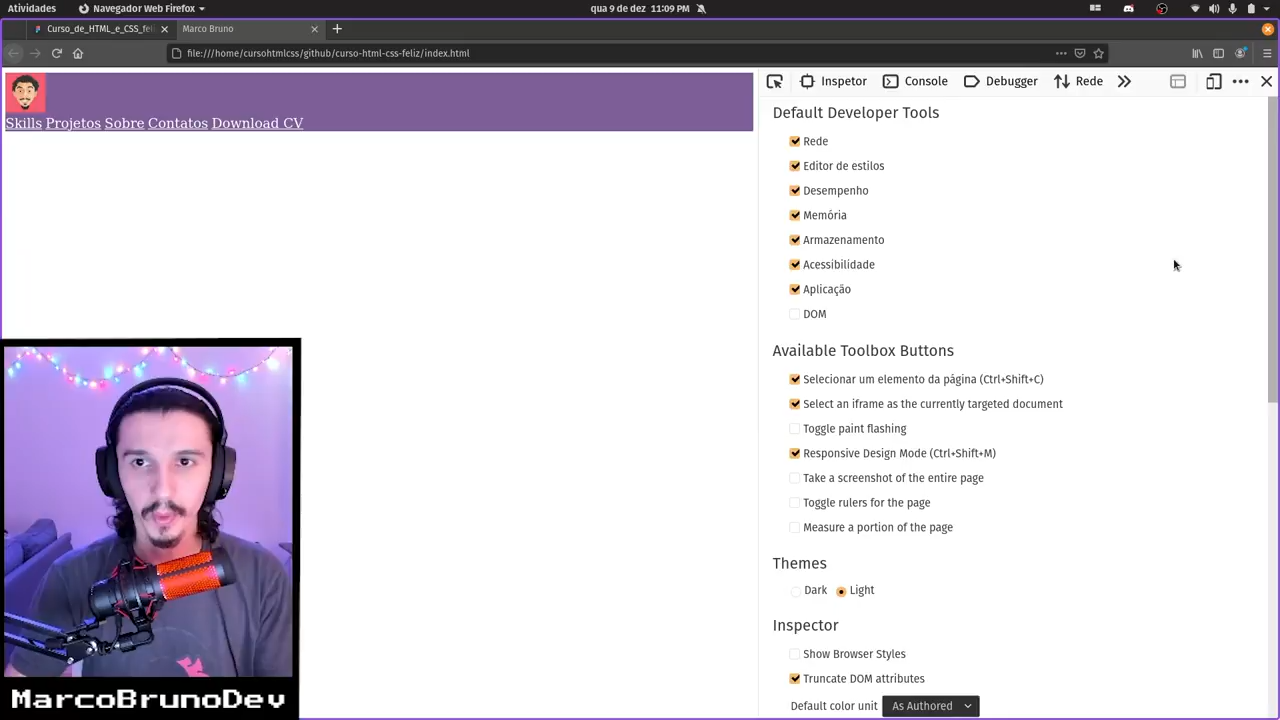 Atividades
Navegador Web Firefox
qua 9 de dez 11:09 PM
Curso_de_HTML_e_CSS_feli
Marco Bruno
file:///home/cursohtmlcss/github/curso-html-css-feliz/index.html
Skills Projetos Sobre Contatos Download CV
Inspetor Console Debugger Rede
Default Developer Tools
Rede
Editor de estilos
Desempenho
Memória
Armazenamento
Acessibilidade
Aplicação
DOM
Available Toolbox Buttons
Selecionar um elemento da página (Ctrl+Shift+C)
Select an iframe as the currently targeted document
Toggle paint flashing
Responsive Design Mode (Ctrl+Shift+M)
Take a screenshot of the entire page
Toggle rulers for the page
Measure a portion of the page
Themes
Dark Light
Inspector
Show Browser Styles
Truncate DOM attributes
Default color unit As Authored
MarcoBrunoDev